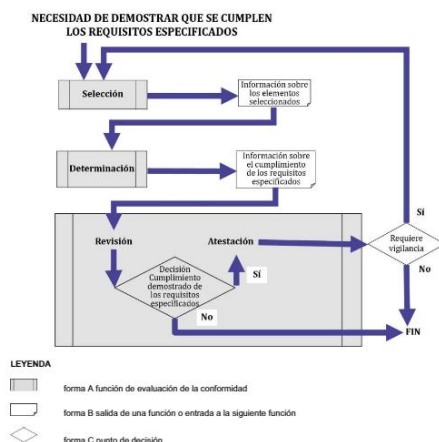 NECESIDAD DE DEMOSTRAR QUE SE CUMPLEN
LOS REQUISITOS ESPECIFICADOS
Selección
Información sobre
los elementos
seleccionados
Determinación
Información sobre
el cumplimiento
de los requisitos
especificados
Sí
Revisión
Atestación
Requiere
vigilancia
Decisión
Cumplimiento
demostrado de
los requisitos
especificados
Sí
No
No
FIN
LEYENDA
forma A función de evaluación de la conformidad
forma B salida de una función o entrada a la siguiente función
forma C punto de decisión